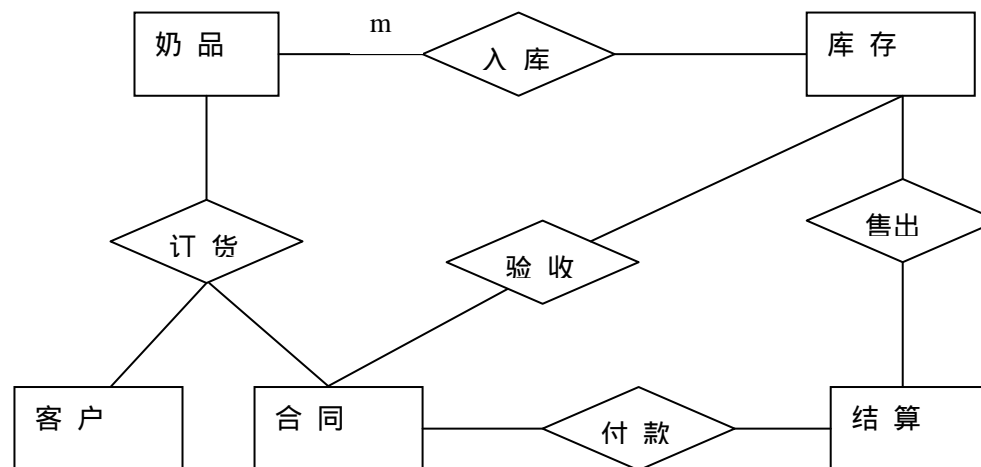 m
奶 品
入 库
库 存
订 货
验 收
售出
客 户
合 同
付 款
结 算